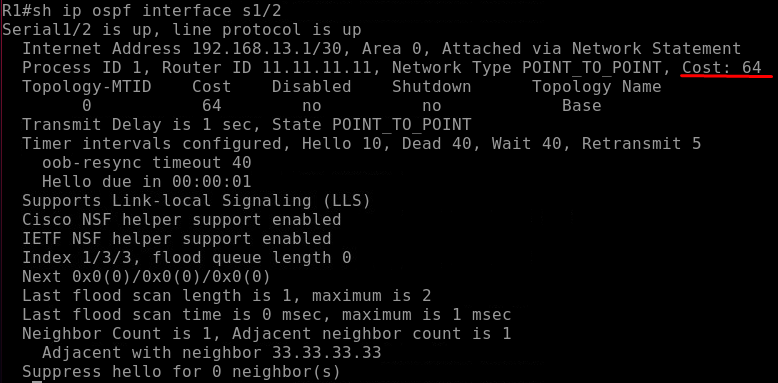 R1#sh ip ospf interface s1/2
Serial1/2 is up, line protocol is up
  Internet Address 192.168.13.1/30, Area 0, Attached via Network Statement
  Process ID 1, Router ID 11.11.11.11, Network Type POINT_TO_POINT, Cost: 64
  Topology-MTID    Cost    Disabled    Shutdown      Topology Name
        0           64        no          no            Base
  Transmit Delay is 1 sec, State POINT_TO_POINT
  Timer intervals configured, Hello 10, Dead 40, Wait 40, Retransmit 5
    oob-resync timeout 40
    Hello due in 00:00:01
  Supports Link-local Signaling (LLS)
  Cisco NSF helper support enabled
  IETF NSF helper support enabled
  Index 1/3/3, flood queue length 0
  Next 0x0(0)/0x0(0)/0x0(0)
  Last flood scan length is 1, maximum is 2
  Last flood scan time is 0 msec, maximum is 1 msec
  Neighbor Count is 1, Adjacent neighbor count is 1
    Adjacent with neighbor 33.33.33.33
  Suppress hello for 0 neighbor(s)